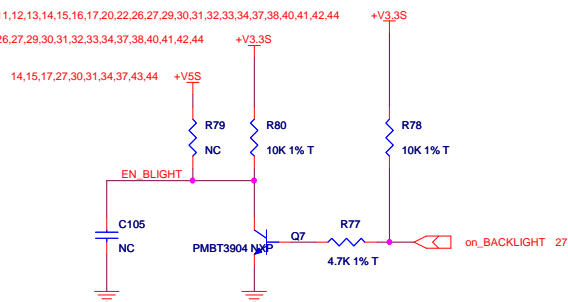 11,12,13,14,15,16,17,20,22,26,27,29,30,31,32,33,34,37,38,40,41,42,44 +V3.3S
26,27,29,30,31,32,33,34,37,38,40,41,42,44 +V3.3S
14,15,17,27,30,31,34,37,43,44 +V5S
R79 R80 R78
NC 10K 1% T 10K 1% T
EN_BLIGHT
C105 Q7 R77
NC PMBT3904 NXP on_BACKLIGHT 27
4.7K 1% T